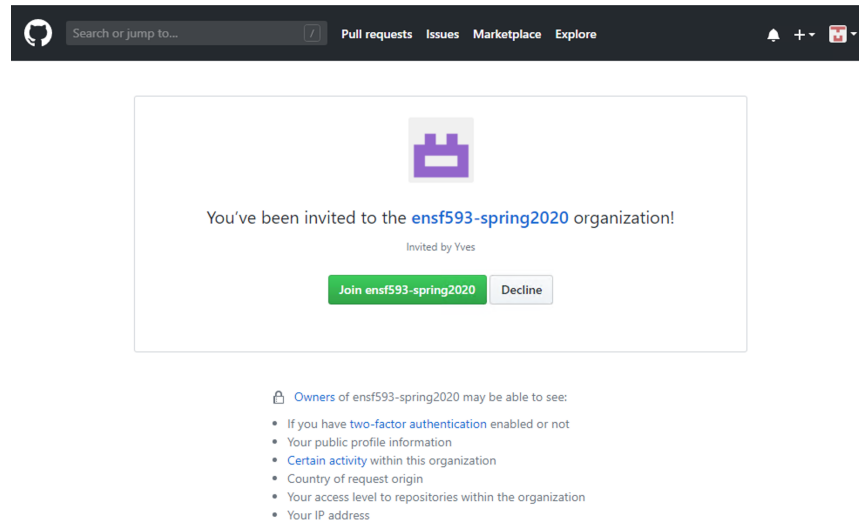 Search or jump to... /
Pull requests Issues Marketplace Explore
You've been invited to the ensf593-spring2020 organization!
Invited by Yves
Join ensf593-spring2020 Decline
Owners of ensf593-spring2020 may be able to see:
If you have two-factor authentication enabled or not
Your public profile information
Certain activity within this organization
Country of request origin
Your access level to repositories within the organization
Your IP address